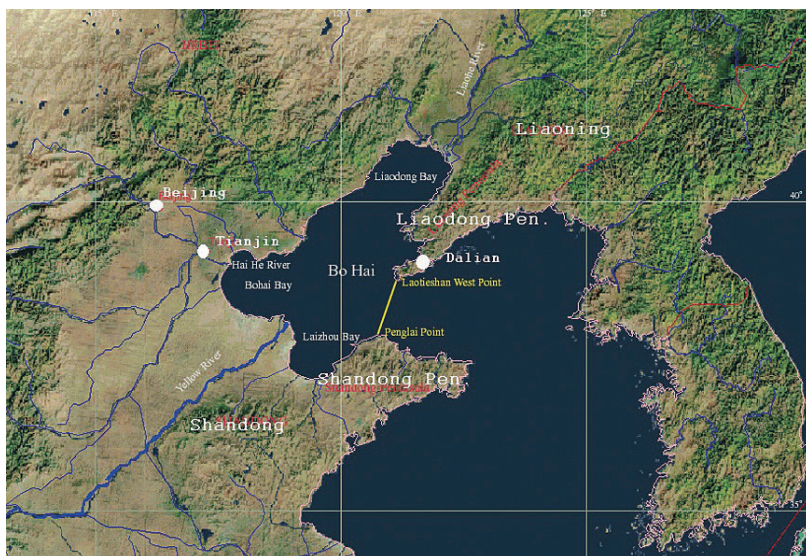 Liaohe River
Liaoning
Liaodong Bay
Beijing
40°
Liaodong Pen.
Tianjin
Dalian
Hai He River
Bo Hai
Bohai Bay
Laotieshan West Point
Laizhou Bay
Penglai Point
Yellow River
Shandong Pen
Shandong
35°